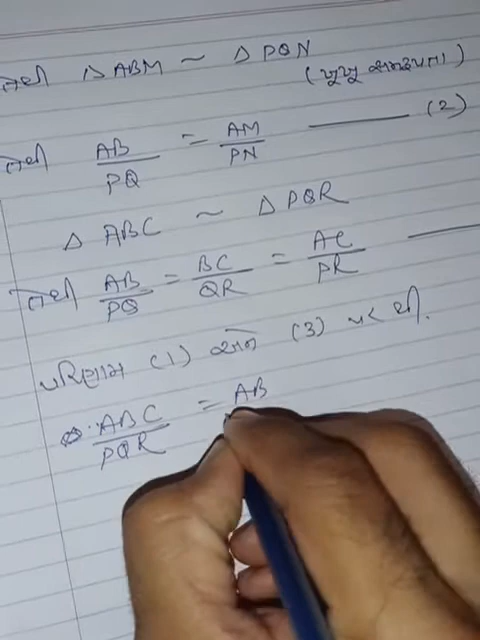 તેથી Δ ABM ~ Δ PQN
(ખૂખૂ સમરૂપતા)
તેથી AB/PQ = AM/PN ——— (2)
Δ ABC ~ Δ PQR
તેથી AB/PQ = BC/QR = AC/PR ———
પરિણામ (1) અને (3) પર થી.
ABC/PQR = AB